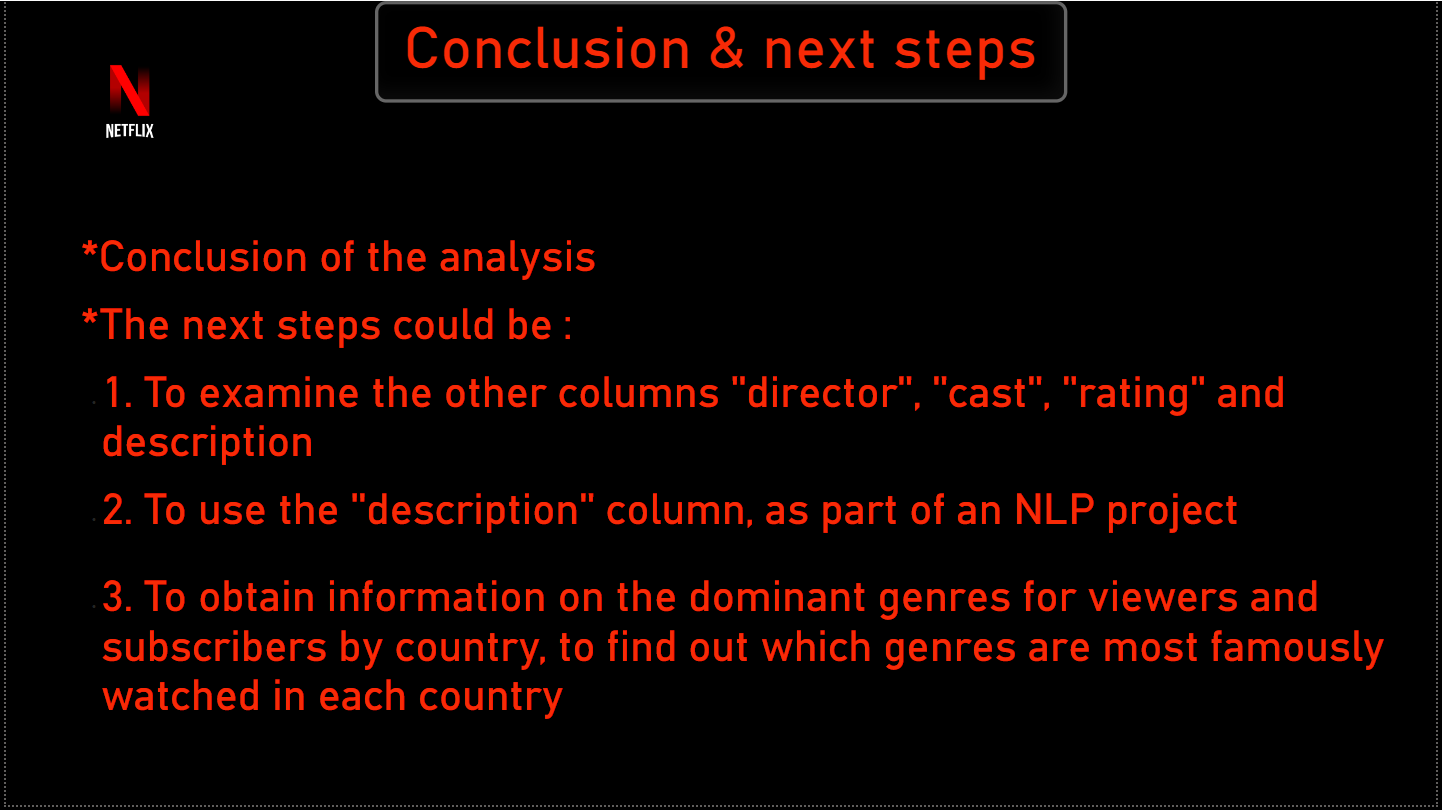 Conclusion & next steps
N
NETFLIX
*Conclusion of the analysis
*The next steps could be :
1. To examine the other columns "director", "cast", "rating" and
description
2. To use the "description" column, as part of an NLP project
3. To obtain information on the dominant genres for viewers and
subscribers by country, to find out which genres are most famously
watched in each country